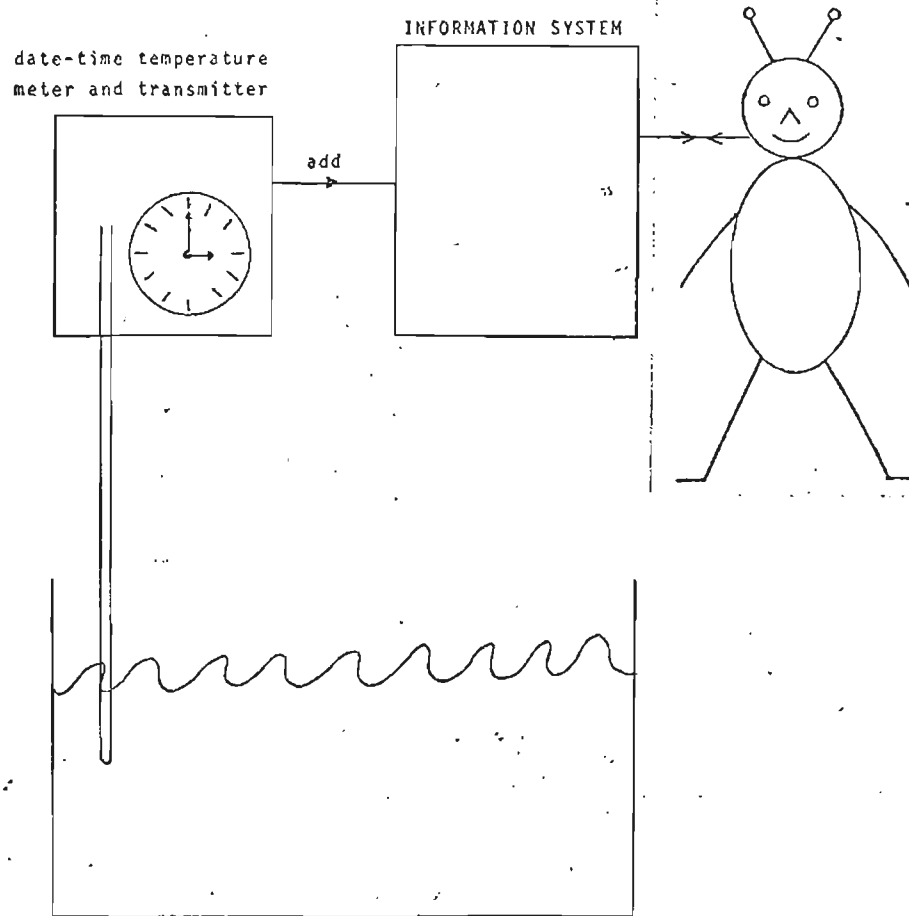 INFORMATION SYSTEM
date-time temperature
meter and transmitter
add